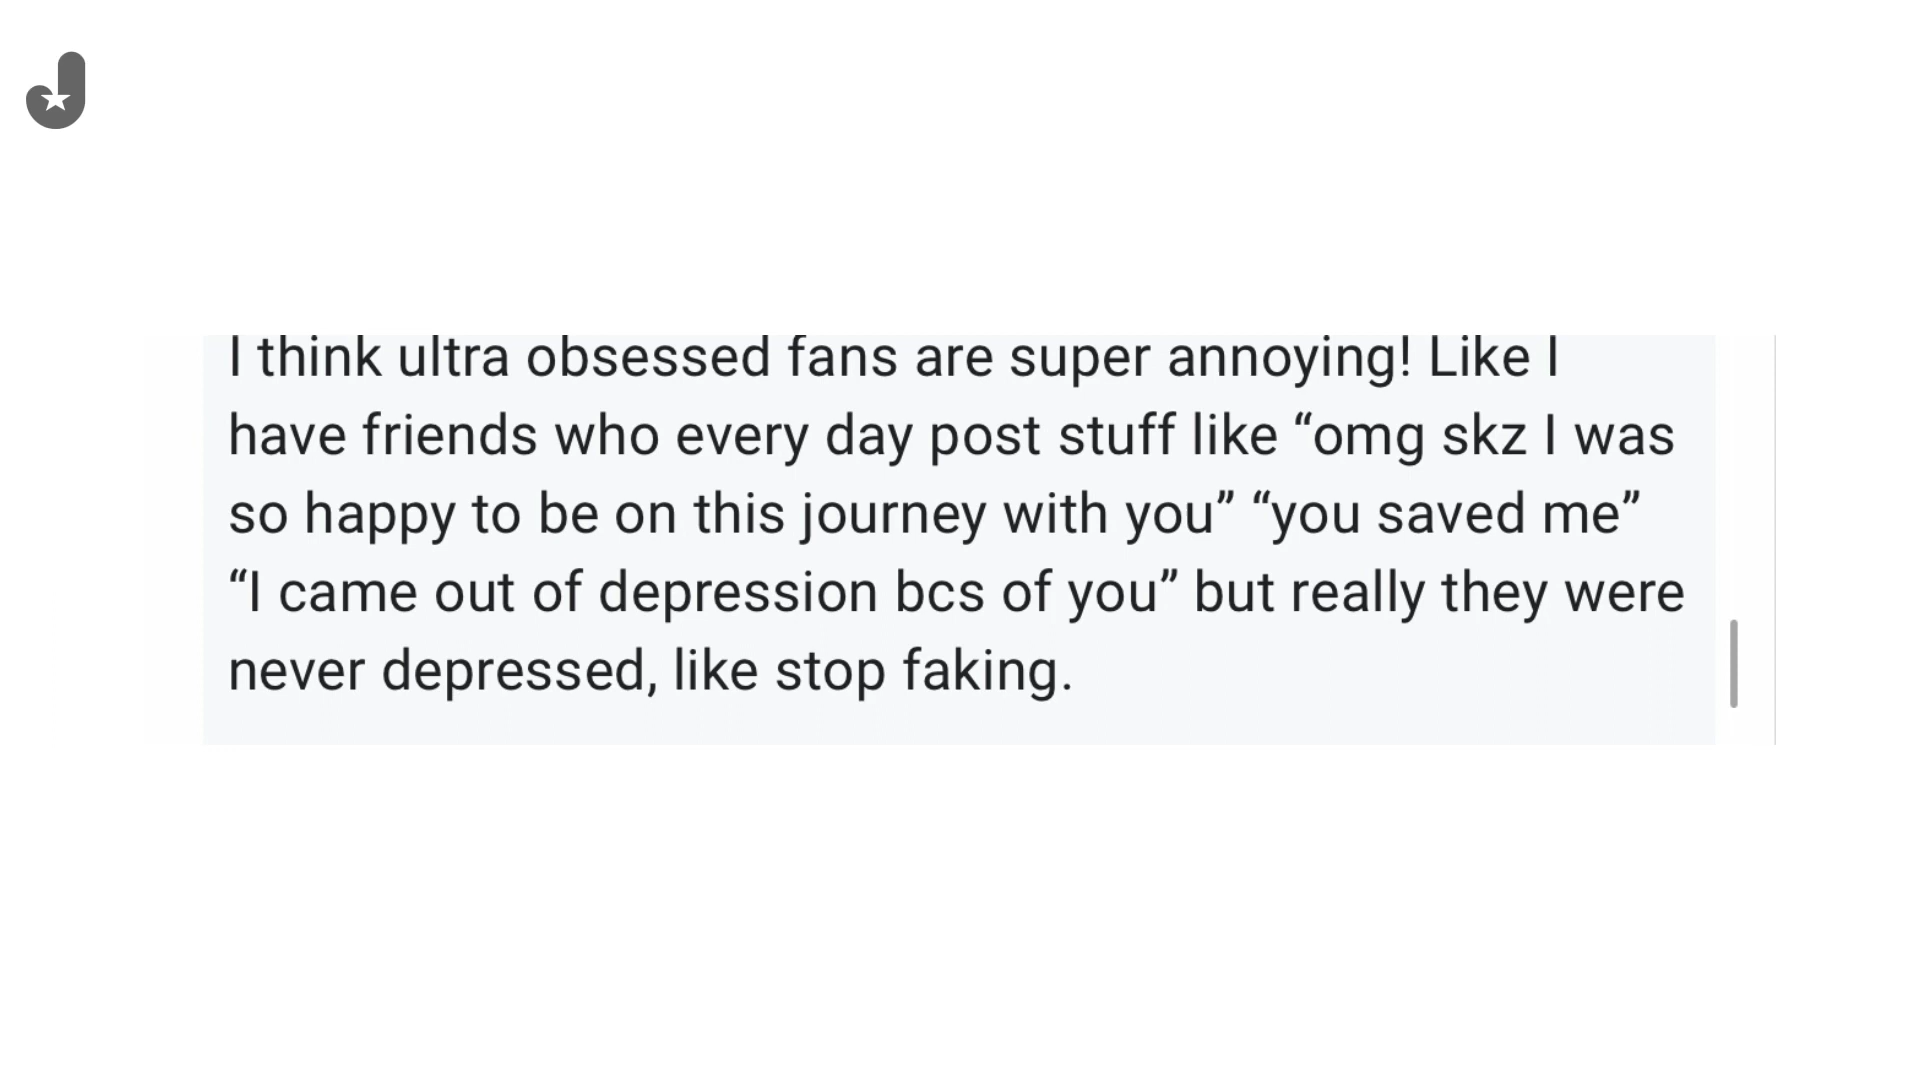 I think ultra obsessed fans are super annoying! Like I
have friends who every day post stuff like “omg skz I was
so happy to be on this journey with you” “you saved me”
“I came out of depression bcs of you” but really they were
never depressed, like stop faking.